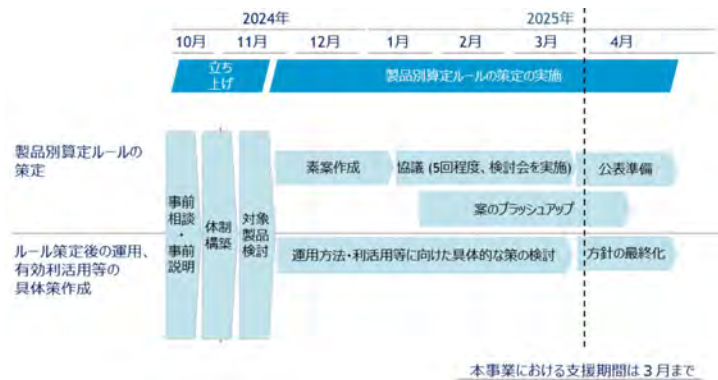 2024年
2025年
10月
11月
12月
1月
2月
3月
4月
立ち
上げ
製品別算定ルールの策定の実施
製品別算定ルールの
策定
素案作成
協議 (5回程度、検討会を実施)
公表準備
案のブラッシュアップ
事前
相談・
事前
説明
体制
構築
対象
製品
検討
ルール策定後の運用、
有効利活用等の
具体策作成
運用方法・利活用等に向けた具体的な策の検討
方針の最終化
本事業における支援期間は3月まで